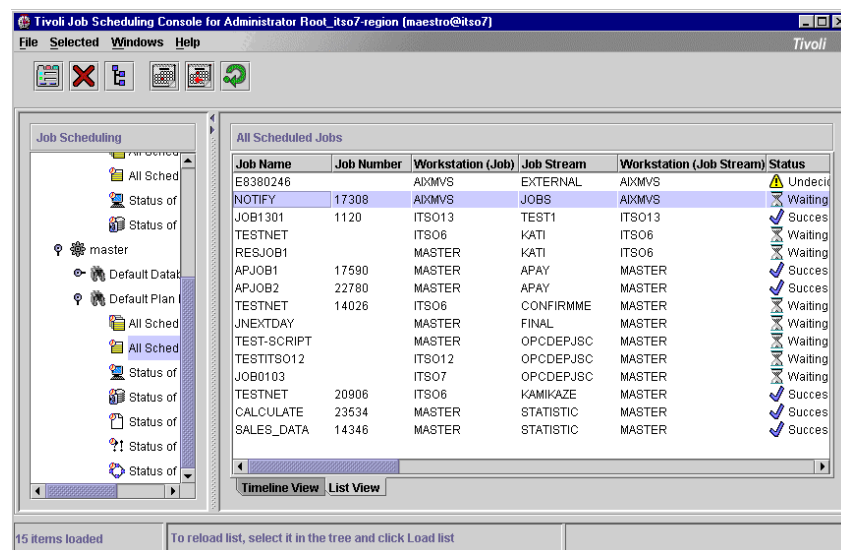 Tivoli Job Scheduling Console for Administrator Root_itso7-region (maestro@itso7)
File Selected Windows Help
Tivoli
Job Scheduling
All Sched
Status of
Status of
master
Default Datab
Default Plan
All Sched
All Sched
Status of
Status of
Status of
Status of
Status of
All Scheduled Jobs
Job Name Job Number Workstation (Job) Job Stream Workstation (Job Stream) Status
E8380246 AIXMVS EXTERNAL AIXMVS Undecid
NOTIFY 17308 AIXMVS JOBS AIXMVS Waiting
JOB1301 1120 ITSO13 TEST1 ITSO13 Succes
TESTNET ITSO6 KATI ITSO6 Waiting
RESJOB1 MASTER KATI ITSO6 Waiting
APJOB1 17590 MASTER APAY MASTER Succes
APJOB2 22780 MASTER APAY MASTER Succes
TESTNET 14026 ITSO6 CONFIRMME MASTER Waiting
JNEXTDAY MASTER FINAL MASTER Waiting
TEST-SCRIPT MASTER OPCDEPJSC MASTER Waiting
TESTITSO12 ITSO12 OPCDEPJSC MASTER Waiting
JOB0103 ITSO7 OPCDEPJSC MASTER Waiting
TESTNET 20906 ITSO6 KAMIKAZE MASTER Succes
CALCULATE 23534 MASTER STATISTIC MASTER Succes
SALES_DATA 14346 MASTER STATISTIC MASTER Succes
Timeline View List View
15 items loaded To reload list, select it in the tree and click Load list